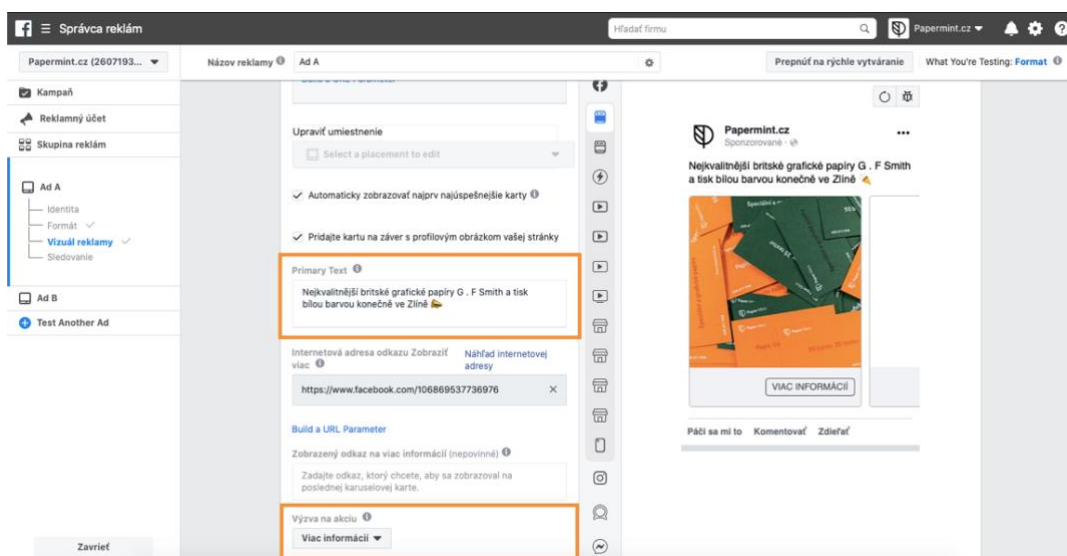 Správca reklám
Hľadať firmu
Papermint.cz
Papermint.cz (2607193...
Názov reklamy
Ad A
Prepnúť na rýchle vytváranie
What You're Testing: Format
Kampaň
Reklamný účet
Skupina reklám
Ad A
Identita
Formát
Vizuál reklamy
Sledovanie
Ad B
Test Another Ad
Zavrieť
Build a URL Parameter
Upraviť umiestnenie
Select a placement to edit
Automaticky zobrazovať najprv najúspešnejšie karty
Pridajte kartu na záver s profilovým obrázkom vašej stránky
Primary Text
Nejkvalitnější britské grafické papíry G . F Smith a tisk
bílou barvou konečně ve Zlíně
Internetová adresa odkazu Zobraziť
viac
Náhľad internetovej
adresy
https://www.facebook.com/106869537736976
Build a URL Parameter
Zobrazený odkaz na viac informácií (nepovinné)
Zadajte odkaz, ktorý chcete, aby sa zobrazoval na
poslednej karuselovej karte.
Výzva na akciu
Viac informácií
Papermint.cz
Sponzorované
Nejkvalitnější britské grafické papíry G . F Smith
a tisk bílou barvou konečně ve Zlíně
VIAC INFORMÁCIÍ
Páči sa mi to Komentovať Zdieľať